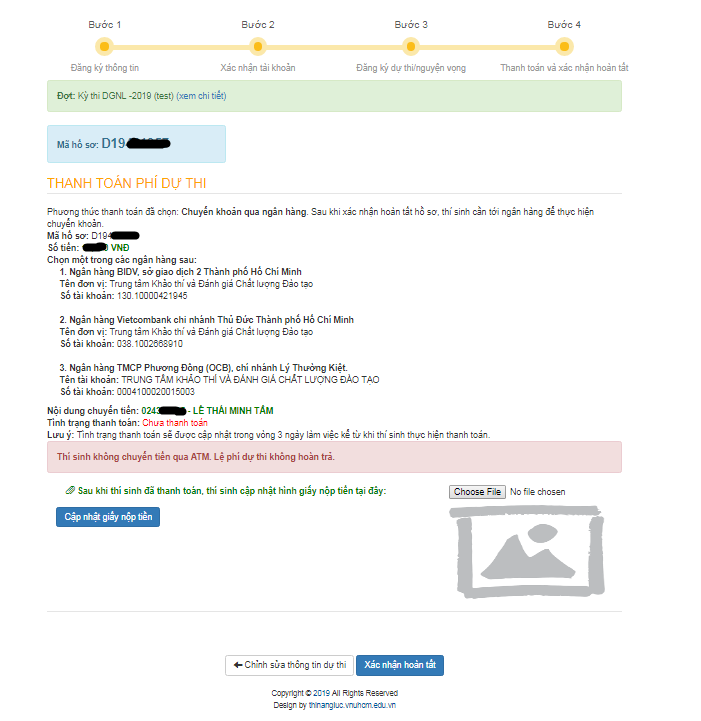 Bước 1 Bước 2 Bước 3 Bước 4
Đăng ký thông tin Xác nhận tài khoản Đăng ký dự thi/nguyện vọng Thanh toán và xác nhận hoàn tất
Đợt: Kỳ thi DGNL -2019 (test) (xem chi tiết)
Mã hồ sơ: D19
THANH TOÁN PHÍ DỰ THI
Phương thức thanh toán đã chọn: Chuyển khoản qua ngân hàng. Sau khi xác nhận hoàn tất hồ sơ, thí sinh cần tới ngân hàng để thực hiện
chuyển khoản.
Mã hồ sơ: D194
Số tiền: VNĐ
Chọn một trong các ngân hàng sau:
1. Ngân hàng BIDV, sở giao dịch 2 Thành phố Hồ Chí Minh
Tên đơn vị: Trung tâm Khảo thí và Đánh giá Chất lượng Đào tạo
Số tài khoản: 130.10000421945
2. Ngân hàng Vietcombank chi nhánh Thủ Đức Thành phố Hồ Chí Minh
Tên đơn vị: Trung tâm Khảo thí và Đánh giá Chất lượng Đào tạo
Số tài khoản: 038.1002668910
3. Ngân hàng TMCP Phương Đông (OCB), chi nhánh Lý Thường Kiệt.
Tên tài khoản: TRUNG TÂM KHẢO THÍ VÀ ĐÁNH GIÁ CHẤT LƯỢNG ĐÀO TẠO
Số tài khoản: 0004100020015003
Nội dung chuyển tiền: 024 - LÊ THÁI MINH TÂM
Tình trạng thanh toán: Chưa thanh toán
Lưu ý: Tình trạng thanh toán sẽ được cập nhật trong vòng 3 ngày làm việc kể từ khi thí sinh thực hiện thanh toán.
Thí sinh không chuyển tiền qua ATM. Lệ phí dự thi không hoàn trả.
Sau khi thí sinh đã thanh toán, thí sinh cập nhật hình giấy nộp tiền tại đây: Choose File No file chosen
Cập nhật giấy nộp tiền
Chỉnh sửa thông tin dự thi Xác nhận hoàn tất
Copyright © 2019 All Rights Reserved
Design by thinangluc.vnuhcm.edu.vn